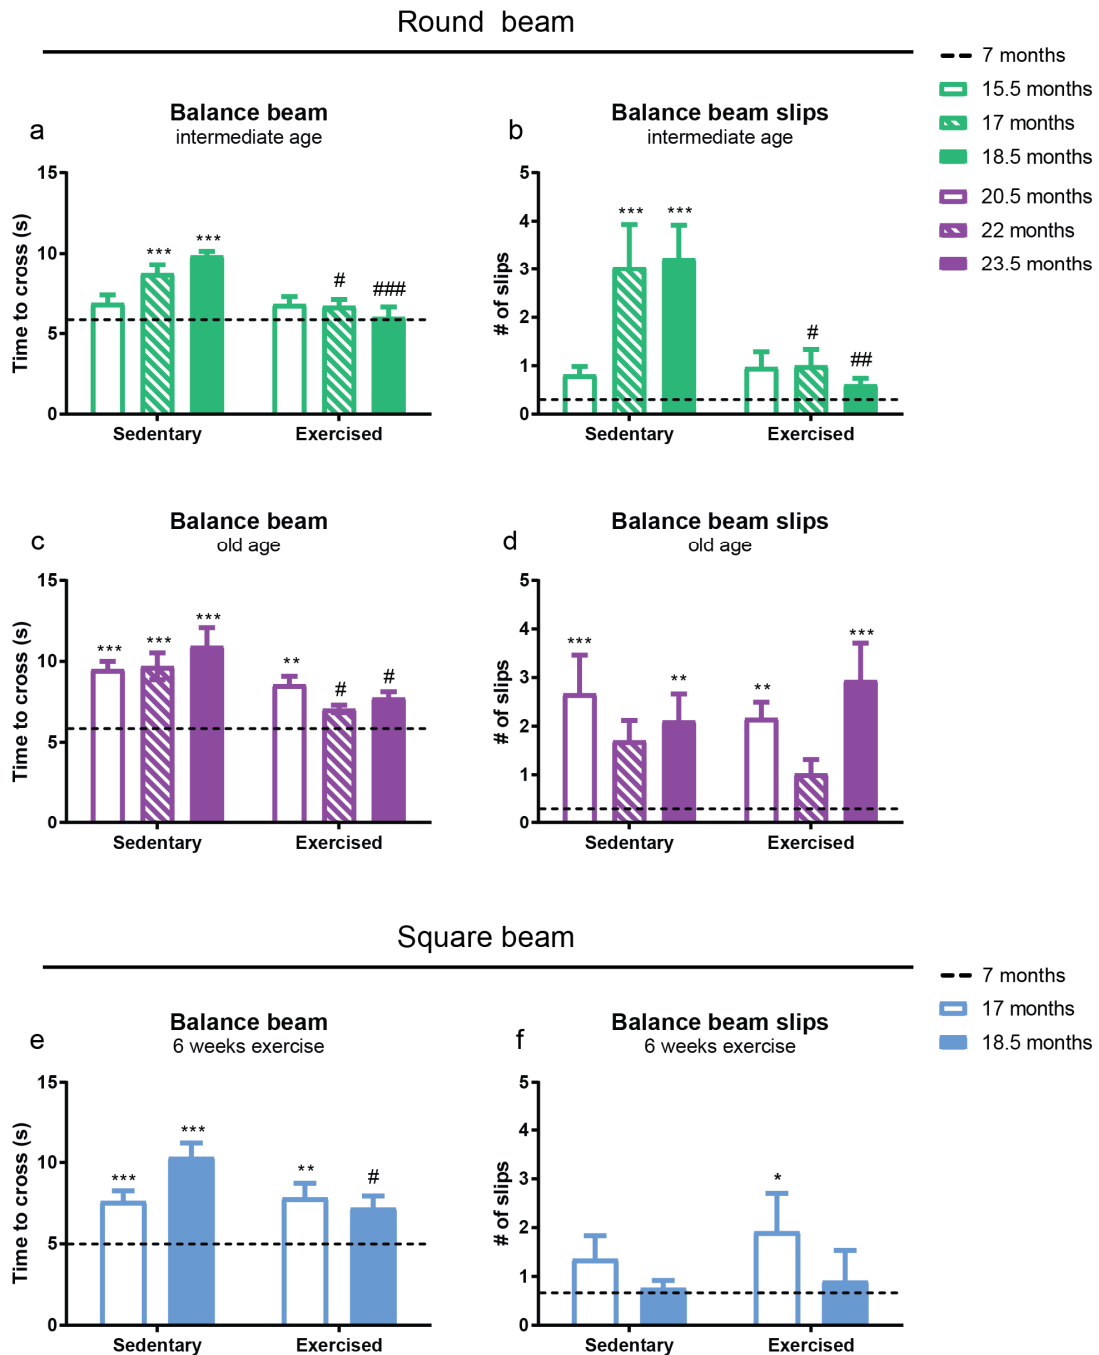 Round beam
7 months
15.5 months
17 months
18.5 months
20.5 months
22 months
23.5 months
a
Balance beam
intermediate age
Time to cross (s)
15
10
5
0
***
***
#
###
Sedentary
Exercised
b
Balance beam slips
intermediate age
# of slips
5
4
3
2
1
0
***
***
#
##
Sedentary
Exercised
c
Balance beam
old age
Time to cross (s)
15
10
5
0
***
***
***
**
#
#
Sedentary
Exercised
d
Balance beam slips
old age
# of slips
5
4
3
2
1
0
***
**
**
***
Sedentary
Exercised
Square beam
7 months
17 months
18.5 months
e
Balance beam
6 weeks exercise
Time to cross (s)
15
10
5
0
***
***
**
#
Sedentary
Exercised
f
Balance beam slips
6 weeks exercise
# of slips
5
4
3
2
1
0
*
Sedentary
Exercised